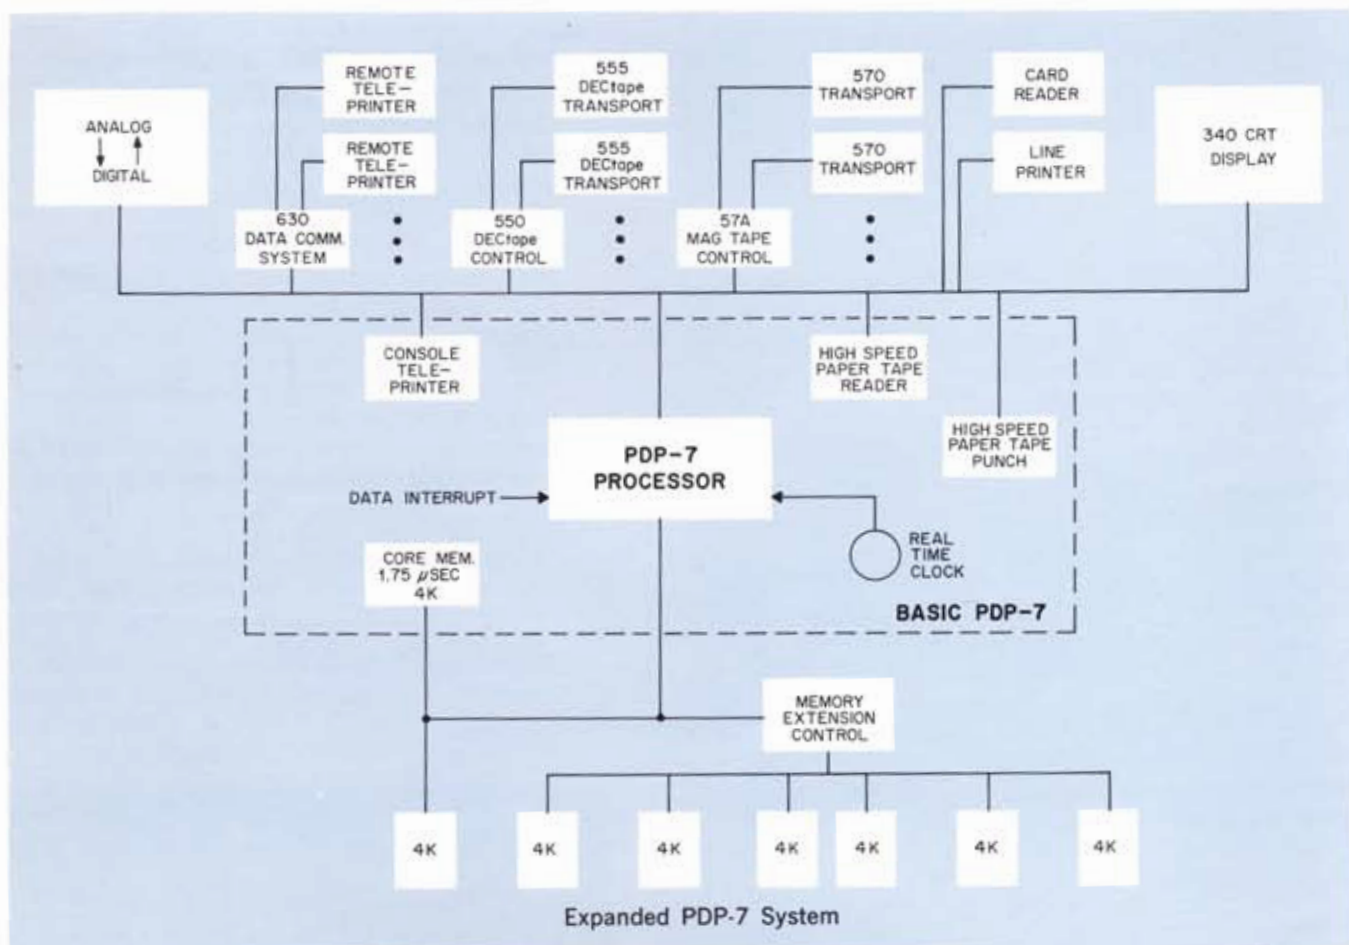 REMOTE
TELE-
PRINTER
555
DECtape
TRANSPORT
570
TRANSPORT
CARD
READER
ANALOG
DIGITAL
REMOTE
TELE-
PRINTER
555
DECtape
TRANSPORT
570
TRANSPORT
LINE
PRINTER
340 CRT
DISPLAY
630
DATA COMM.
SYSTEM
550
DECtape
CONTROL
57A
MAG TAPE
CONTROL
CONSOLE
TELE-
PRINTER
HIGH SPEED
PAPER TAPE
READER
HIGH SPEED
PAPER TAPE
PUNCH
PDP-7
PROCESSOR
DATA INTERRUPT
REAL
TIME
CLOCK
CORE MEM.
1.75 μSEC
4K
BASIC PDP-7
MEMORY
EXTENSION
CONTROL
4K
4K
4K
4K
4K
4K
4K
Expanded PDP-7 System